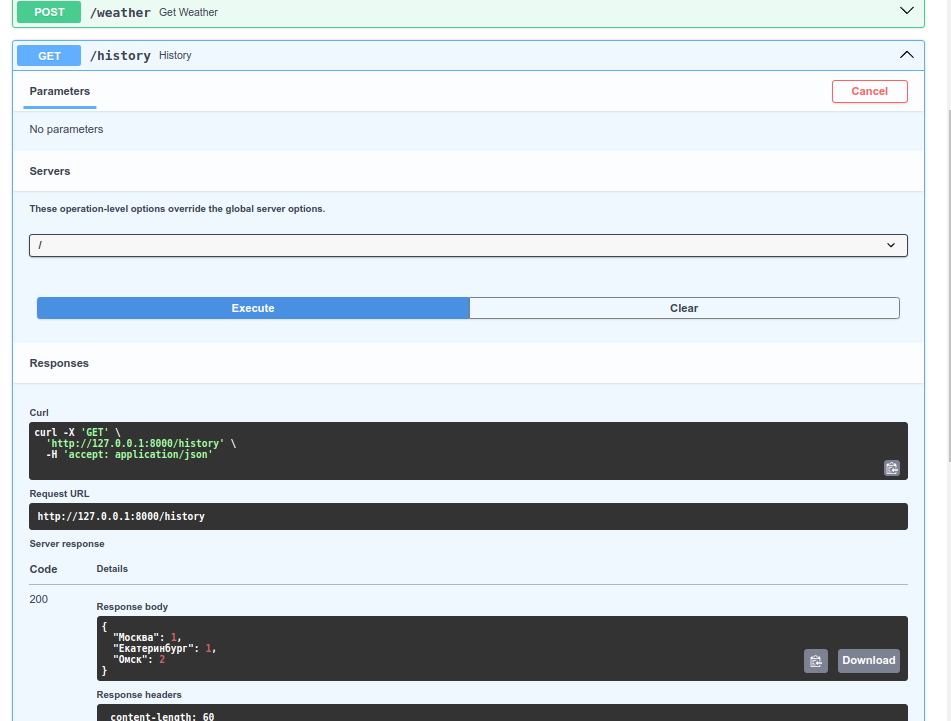 POST /weather Get Weather
GET /history History
Parameters
Cancel
No parameters
Servers
These operation-level options override the global server options.
/
Execute
Clear
Responses
Curl
curl -X 'GET' \
'http://127.0.0.1:8000/history' \
-H 'accept: application/json'
Request URL
http://127.0.0.1:8000/history
Server response
Code Details
200
Response body
{
"Москва": 1,
"Екатеринбург": 1,
"Омск": 2
}
Download
Response headers
content-length: 60